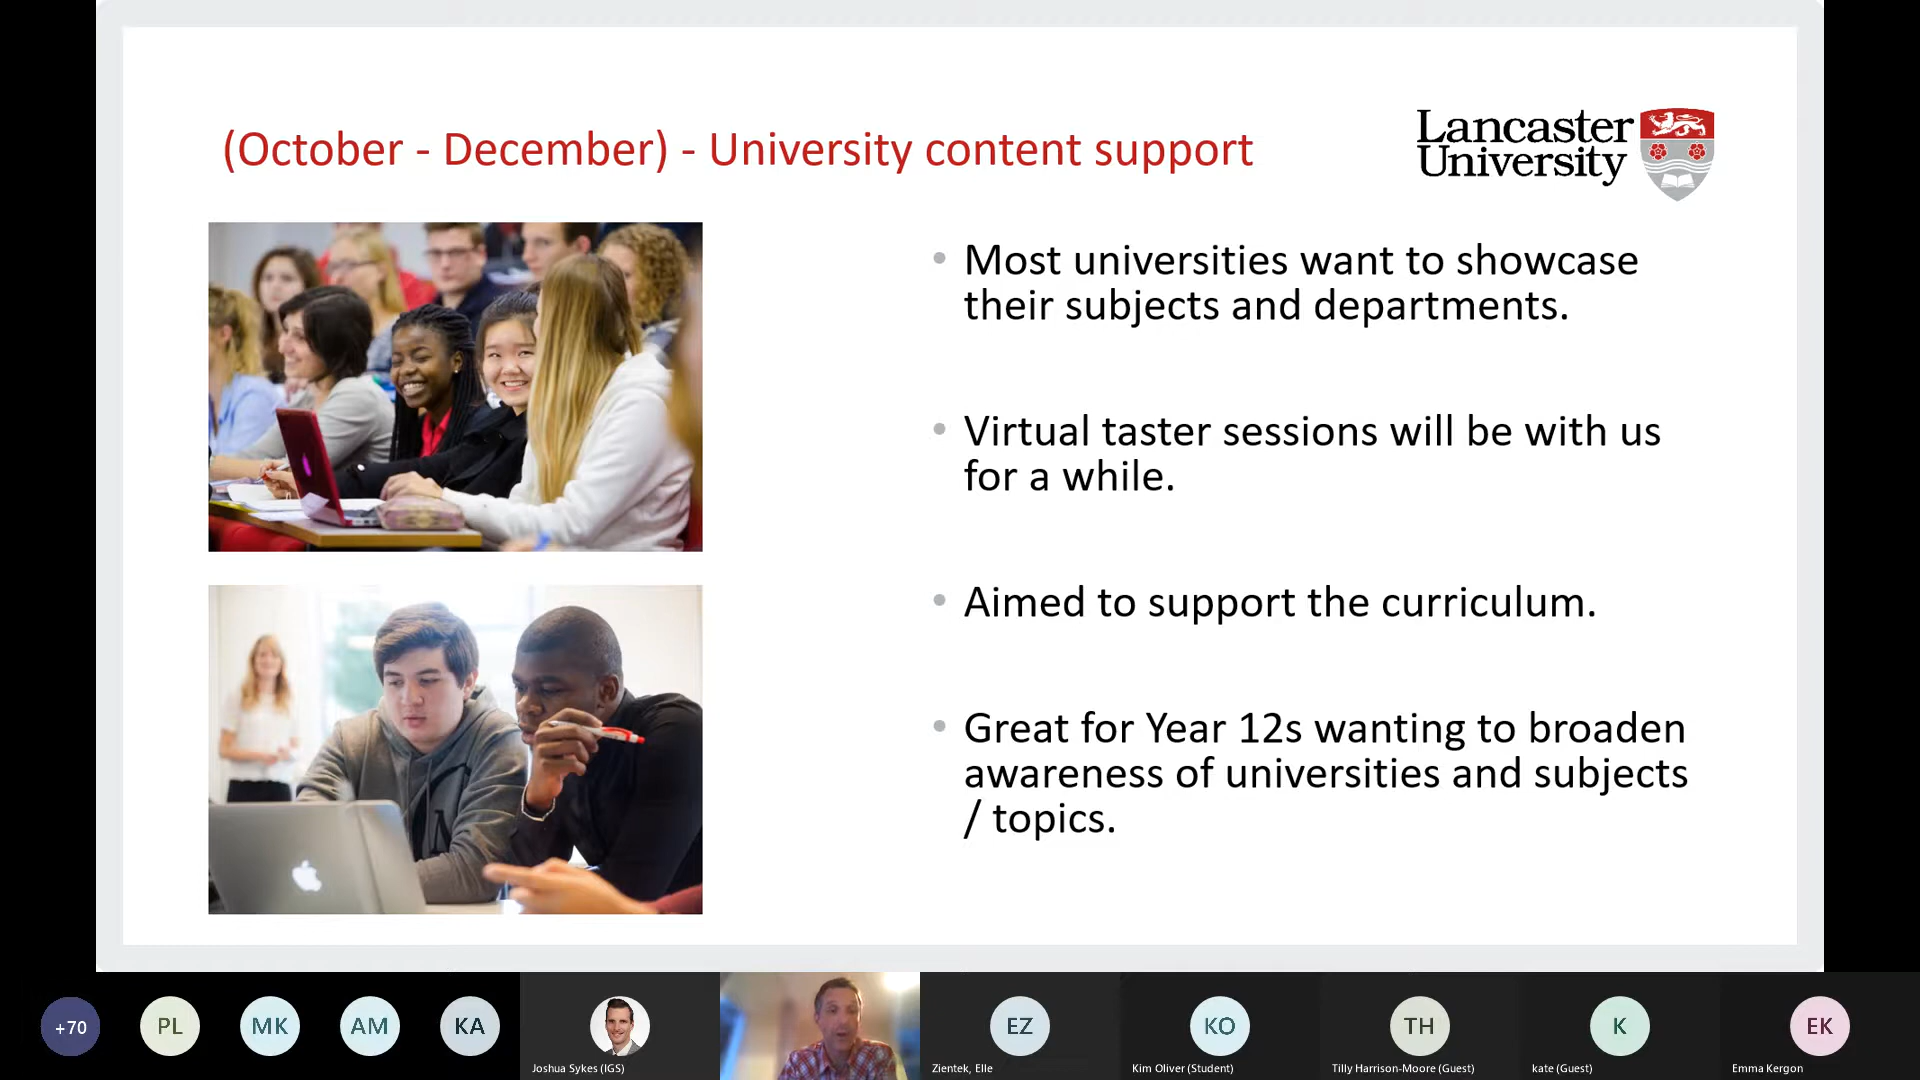 (October - December) - University content support
Lancaster
University
• Most universities want to showcase
their subjects and departments.
• Virtual taster sessions will be with us
for a while.
• Aimed to support the curriculum.
• Great for Year 12s wanting to broaden
awareness of universities and subjects
/ topics.
+70
PL
MK
AM
KA
Joshua Sykes (IGS)
EZ
Zientek, Elle
KO
Kim Oliver (Student)
TH
Tilly Harrison-Moore (Guest)
K
kate (Guest)
EK
Emma Kergon